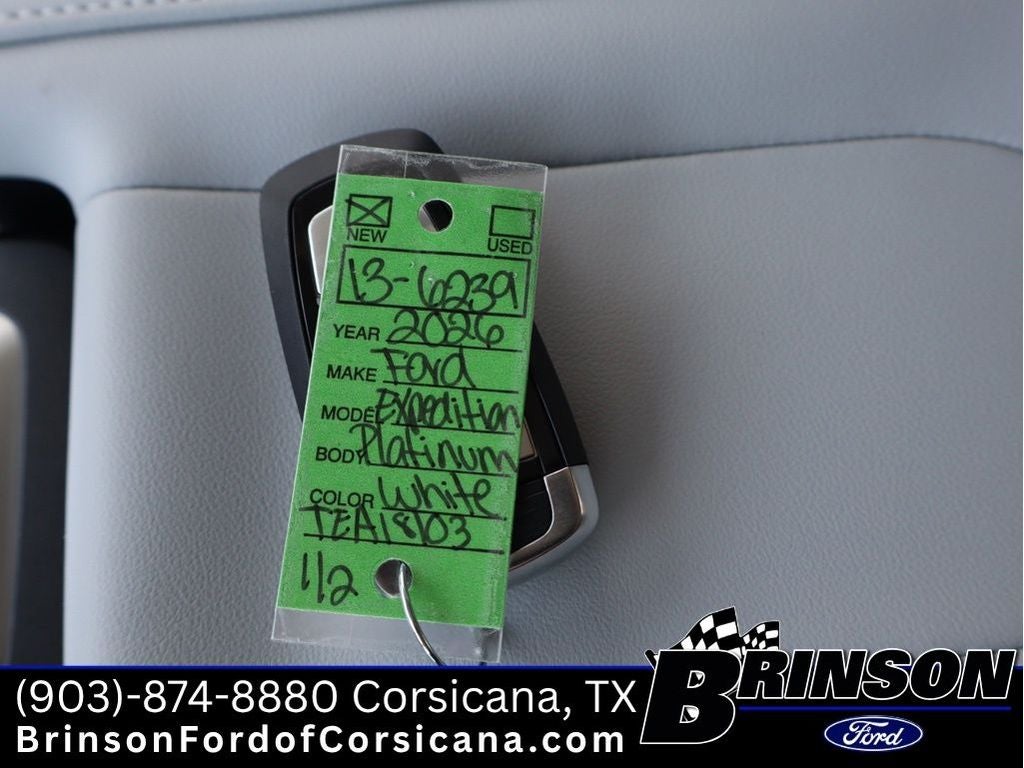 NEW
USED
13-6239
YEAR 2026
MAKE Ford
MODEL Expedition
BODY Platinum
COLOR White
TEA18103
1/2
(903)-874-8880 Corsicana, TX
BrinsonFordofCorsicana.com
BRINSON
Ford